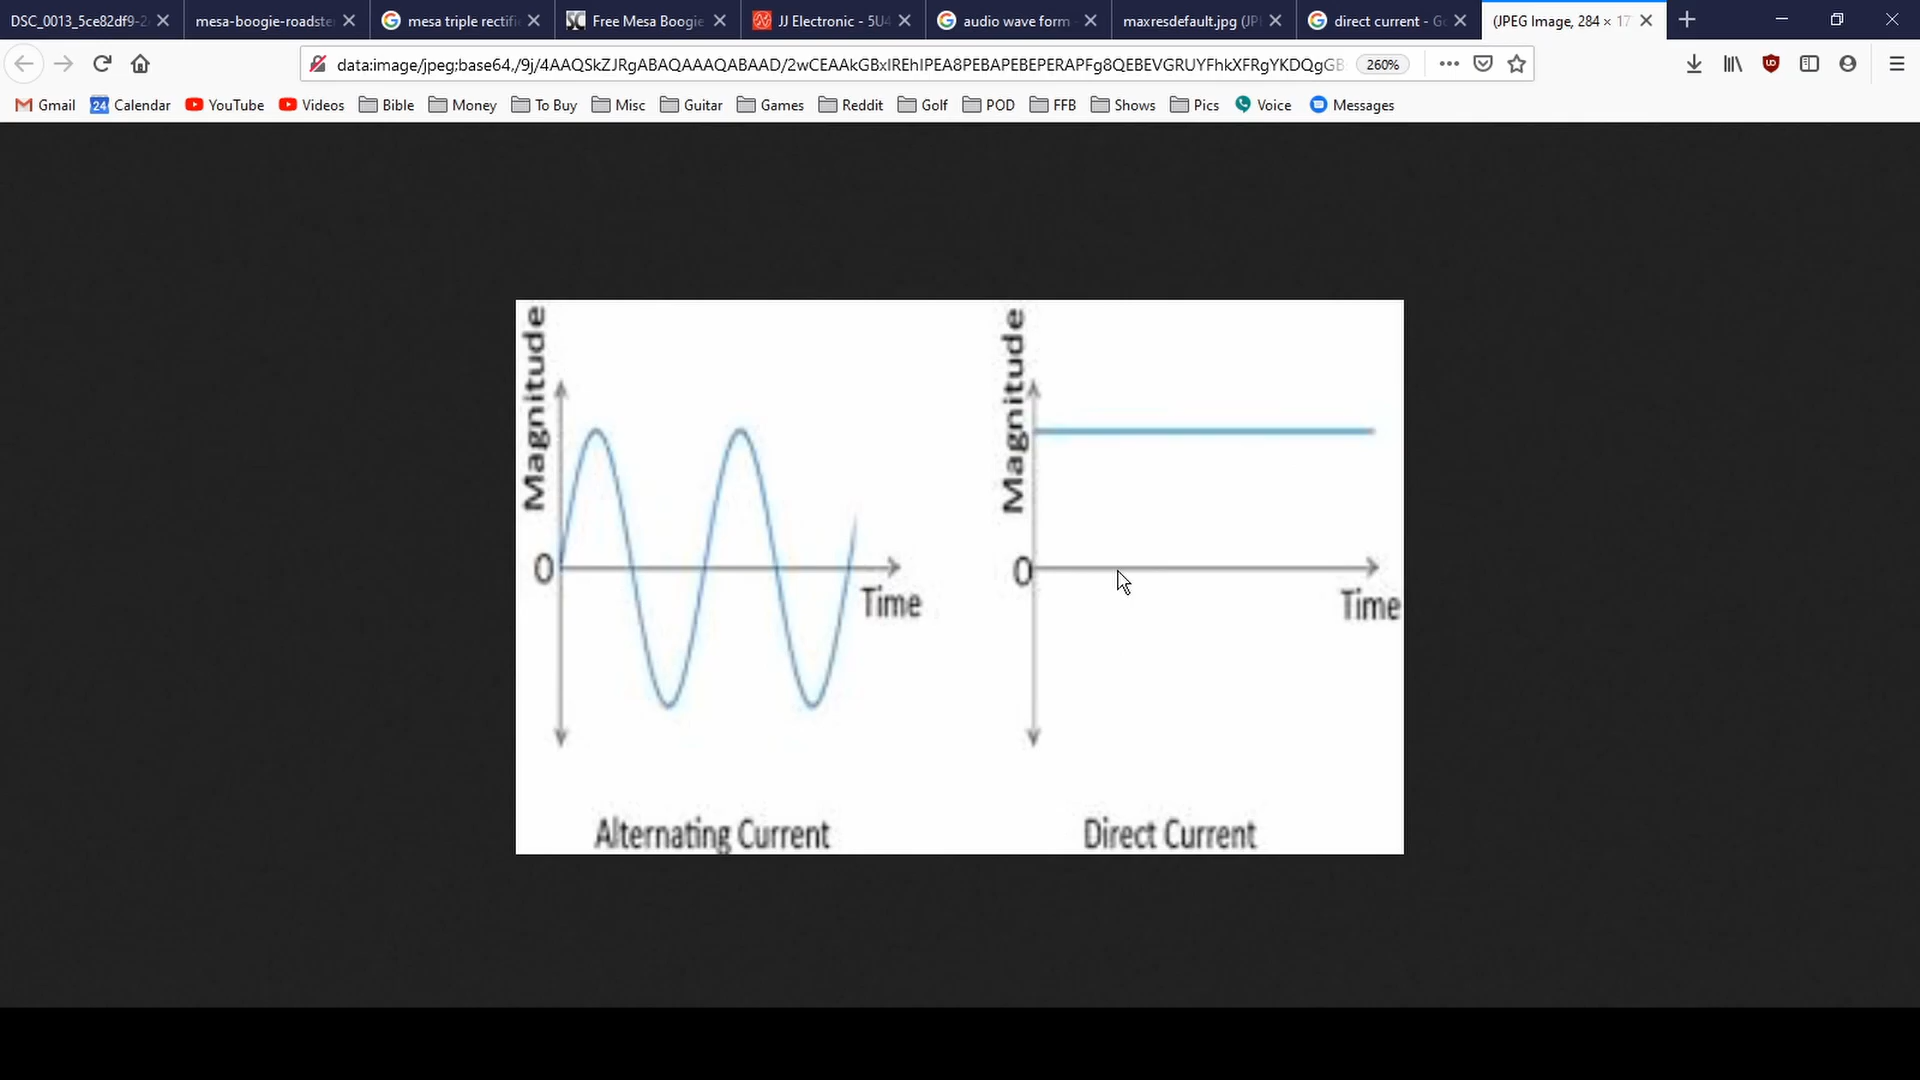 DSC_0013_5ce82df9-2
mesa-boogie-roadste
mesa triple rectifi
Free Mesa Boogie
JJ Electronic - 5U4
audio wave form -
maxresdefault.jpg (JP
direct current - Go
(JPEG Image, 284 × 17
data:image/jpeg;base64,/9j/4AAQSkZJRgABAQAAAQABAAD/2wCEAAkGBxIREhIPEA8PEBAPEBEPERAPFg8QEBEVGRUYFhkXFRgYKDQgGB
260%
Gmail
24 Calendar
YouTube
Videos
Bible
Money
To Buy
Misc
Guitar
Games
Reddit
Golf
POD
FFB
Shows
Pics
Voice
Messages
Magnitude
0
Time
Alternating Current
Magnitude
0
Time
Direct Current